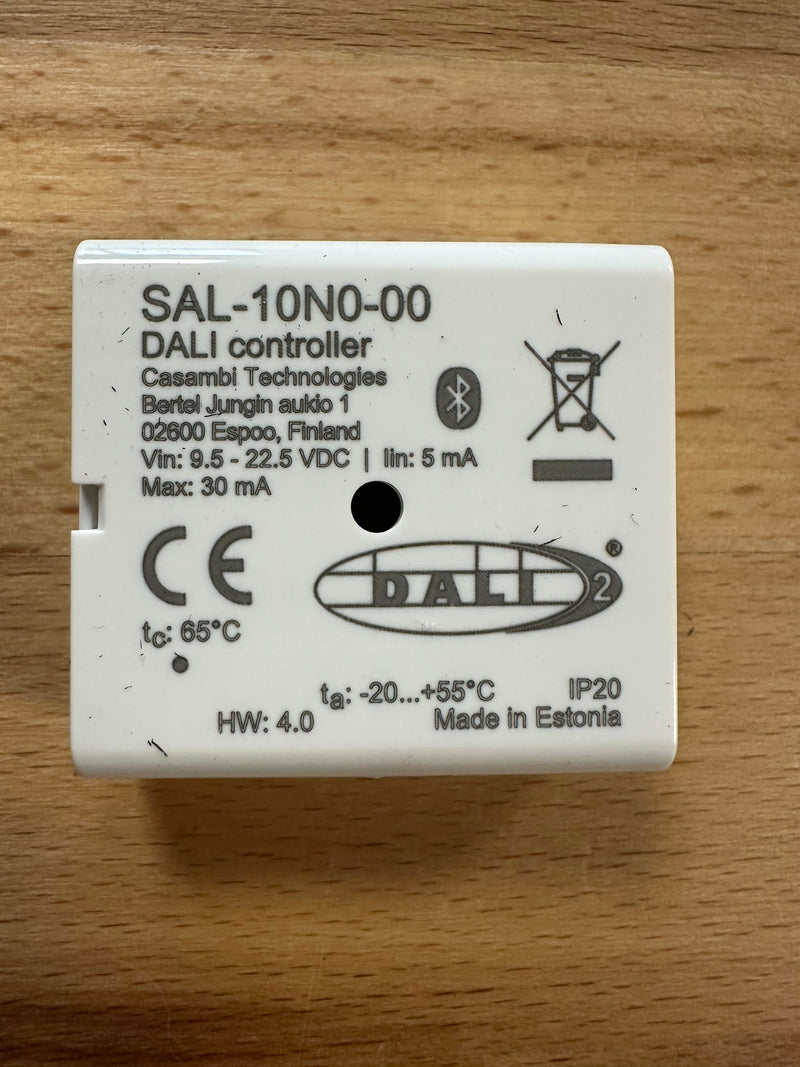 SAL-10N0-00
DALI controller
Casambi Technologies
Bertel Jungin aukio 1
02600 Espoo, Finland
Vin: 9.5 - 22.5 VDC | Iin: 5 mA
Max: 30 mA
CE
DALI 2 ®
tc: 65°C
ta: -20...+55°C IP20
HW: 4.0 Made in Estonia